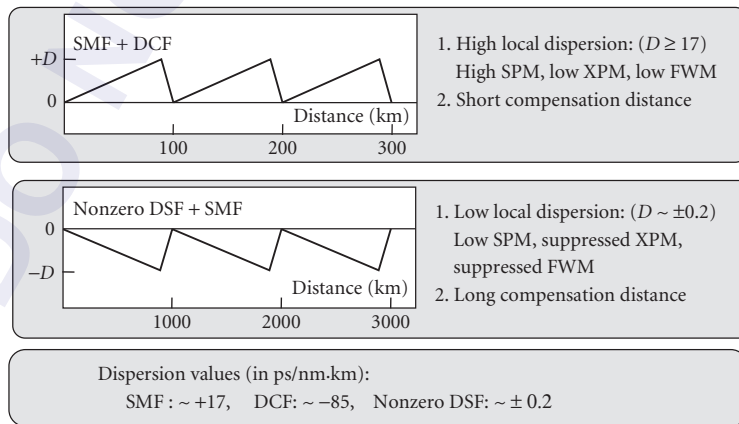 SMF + DCF
+D
0
Distance (km)
100 200 300
1. High local dispersion: (D ≥ 17)
High SPM, low XPM, low FWM
2. Short compensation distance
Nonzero DSF + SMF
0
−D
Distance (km)
1000 2000 3000
1. Low local dispersion: (D ~ ±0.2)
Low SPM, suppressed XPM,
suppressed FWM
2. Long compensation distance
Dispersion values (in ps/nm·km):
SMF : ~ +17, DCF: ~ −85, Nonzero DSF: ~ ± 0.2
DO NO